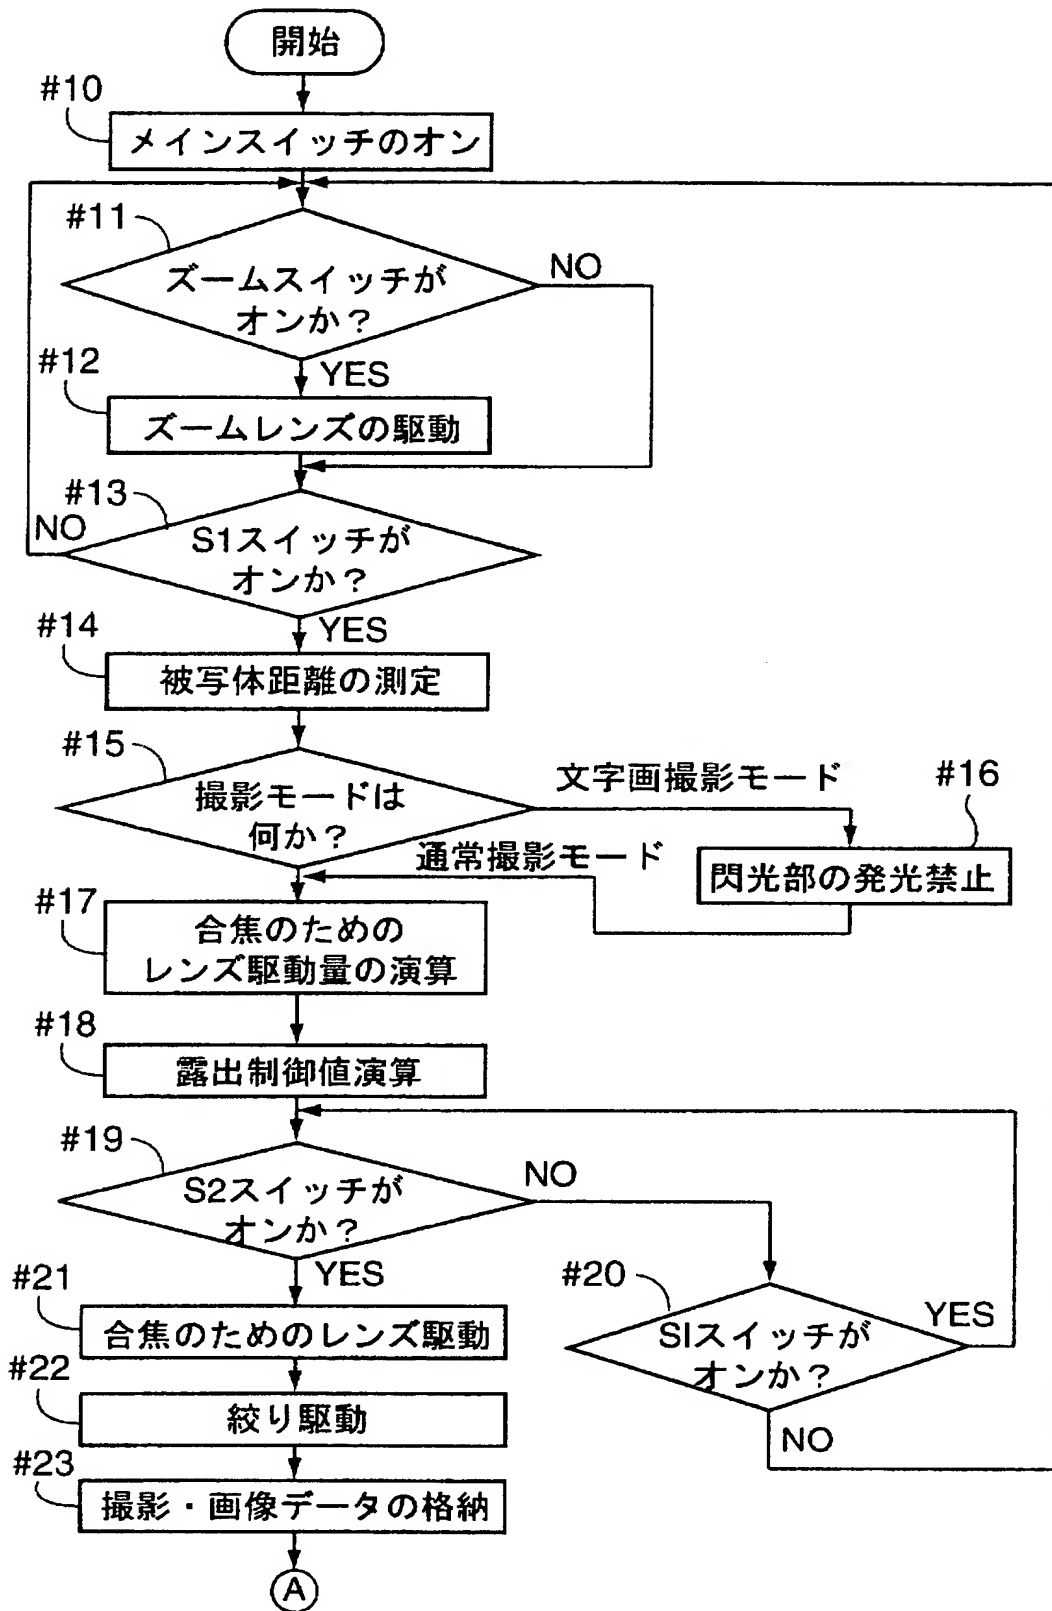 開始
#10
メインスイッチのオン
#11
ズームスイッチが
オンか？
NO
YES
#12
ズームレンズの駆動
#13
NO
S1スイッチが
オンか？
YES
#14
被写体距離の測定
#15
撮影モードは
何か？
文字画撮影モード
#16
閃光部の発光禁止
通常撮影モード
#17
合焦のための
レンズ駆動量の演算
#18
露出制御値演算
#19
S2スイッチが
オンか？
NO
YES
#20
SIスイッチが
オンか？
YES
NO
#21
合焦のためのレンズ駆動
#22
絞り駆動
#23
撮影・画像データの格納
A